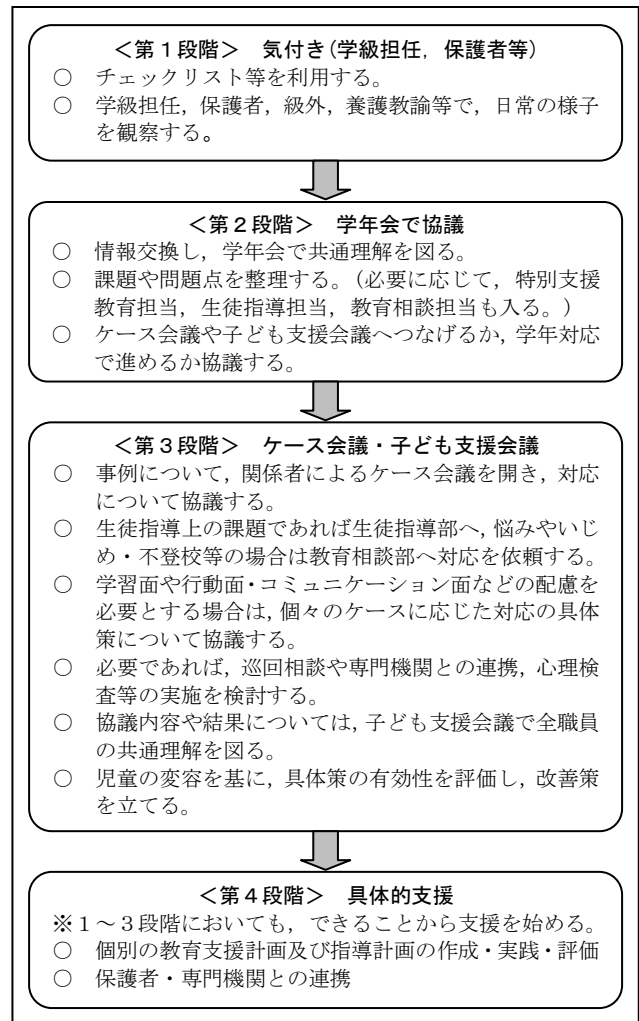 ＜第１段階＞　気付き(学級担任，保護者等)
○　チェックリスト等を利用する。
○　学級担任，保護者，級外，養護教諭等で，日常の様子
を観察する。
＜第２段階＞　学年会で協議
○　情報交換し，学年会で共通理解を図る。
○　課題や問題点を整理する。（必要に応じて，特別支援
教育担当，生徒指導担当，教育相談担当も入る。）
○　ケース会議や子ども支援会議へつなげるか，学年対応
で進めるか協議する。
＜第３段階＞　ケース会議・子ども支援会議
○　事例について，関係者によるケース会議を開き，対応
について協議する。
○　生徒指導上の課題であれば生徒指導部へ，悩みやいじ
め・不登校等の場合は教育相談部へ対応を依頼する。
○　学習面や行動面・コミュニケーション面などの配慮を
必要とする場合は，個々のケースに応じた対応の具体
策について協議する。
○　必要であれば，巡回相談や専門機関との連携，心理検
査等の実施を検討する。
○　協議内容や結果については，子ども支援会議で全職員
の共通理解を図る。
○　児童の変容を基に，具体策の有効性を評価し，改善策
を立てる。
＜第４段階＞　具体的支援
※１～３段階においても，できることから支援を始める。
○　個別の教育支援計画及び指導計画の作成・実践・評価
○　保護者・専門機関との連携